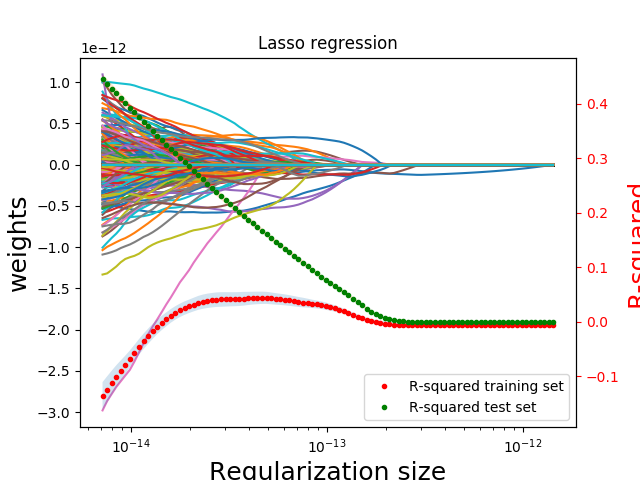 Lasso regression
1e−12
1.0
0.5
0.0
−0.5
−1.0
−1.5
−2.0
−2.5
−3.0
weights
0.4
0.3
0.2
0.1
0.0
−0.1
R-squared
R-squared training set
R-squared test set
10⁻¹⁴
10⁻¹³
10⁻¹²
Regularization size